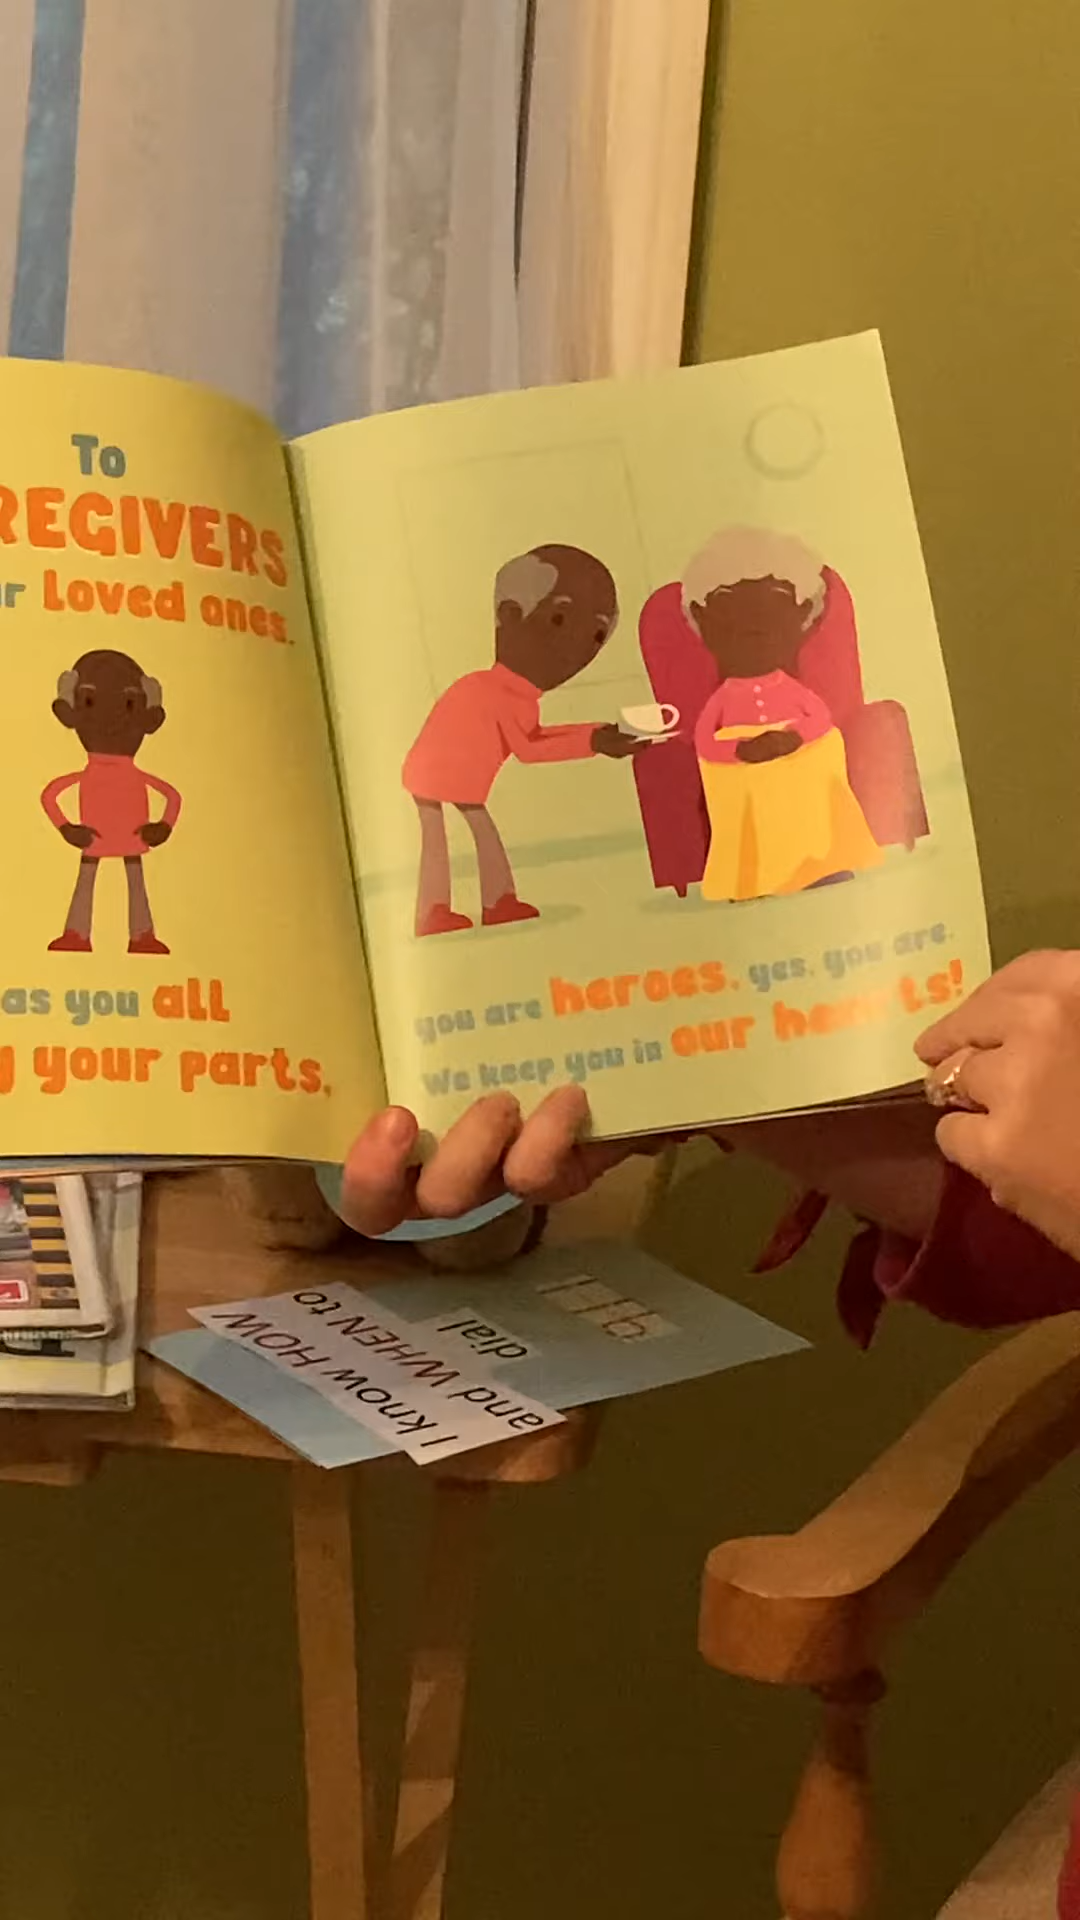 To
REGIVERS
r Loved ones.
as you all
y your parts.
you are heroes, yes, you are.
We keep you in our hearts!
I know HOW
and WHEN to
dial
911